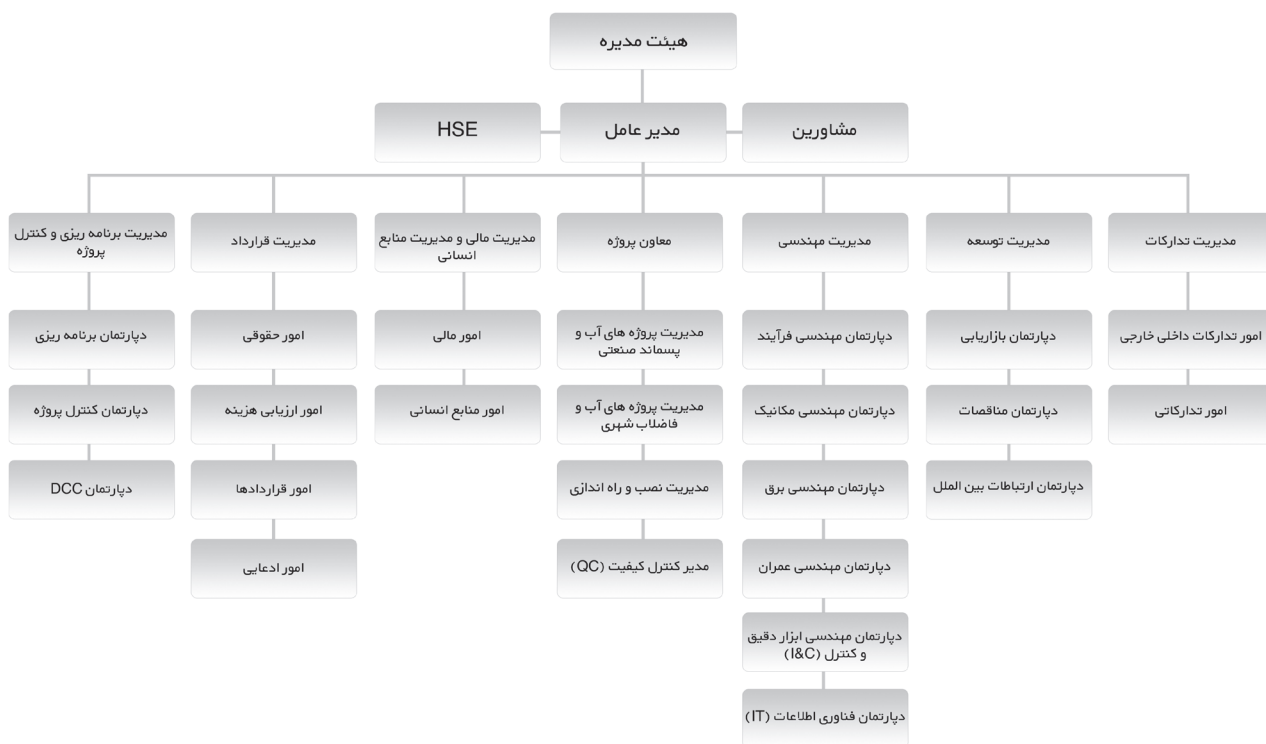 هیئت مدیره
مشاورین
مدیر عامل
HSE
مدیریت تدارکات
مدیریت توسعه
مدیریت مهندسی
معاون پروژه
مدیریت مالی و مدیریت منابع
انسانی
مدیریت قرارداد
مدیریت برنامه ریزی و کنترل
پروژه
امور تدارکات داخلی خارجی
دپارتمان بازاریابی
دپارتمان مهندسی فرآیند
مدیریت پروژه های آب و
پسماند صنعتی
امور مالی
امور حقوقی
دپارتمان برنامه ریزی
امور تدارکاتی
دپارتمان مناقصات
دپارتمان مهندسی مکانیک
مدیریت پروژه های آب و
فاضلاب شهری
امور منابع انسانی
امور ارزیابی هزینه
دپارتمان کنترل پروژه
دپارتمان ارتباطات بین الملل
دپارتمان مهندسی برق
مدیریت نصب و راه اندازی
امور قراردادها
دپارتمان DCC
دپارتمان مهندسی عمران
مدیر کنترل کیفیت (QC)
امور ادعایی
دپارتمان مهندسی ابزار دقیق
و کنترل (I&C)
دپارتمان فناوری اطلاعات (IT)